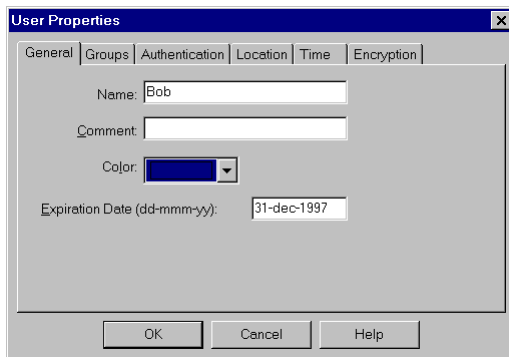 User Properties
General Groups Authentication Location Time Encryption
Name: Bob
Comment:
Color:
Expiration Date (dd-mmm-yy): 31-dec-1997
OK Cancel Help